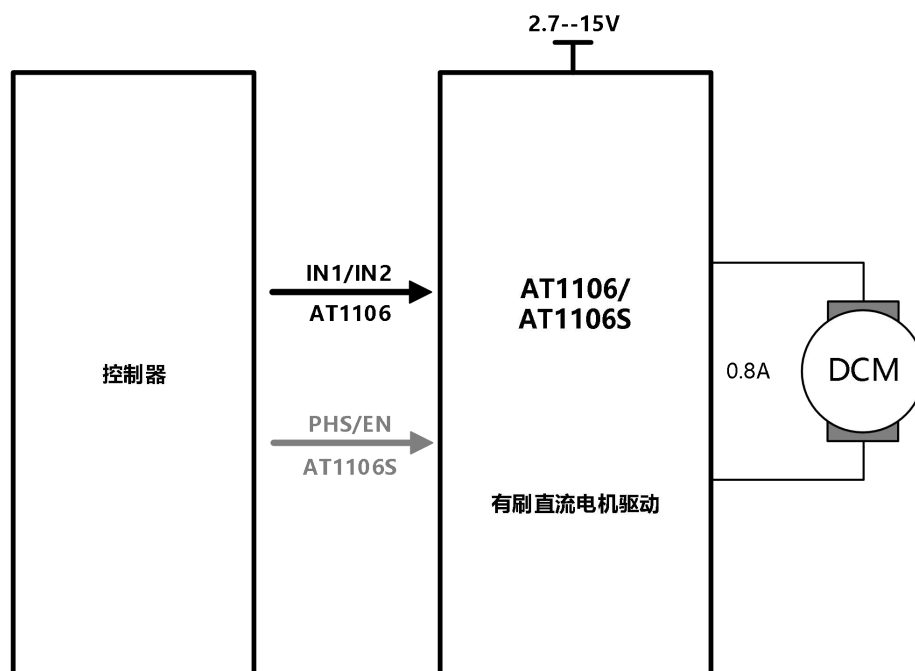 2.7--15V
IN1/IN2
AT1106
控制器
PHS/EN
AT1106S
AT1106/
AT1106S
有刷直流电机驱动
0.8A
DCM